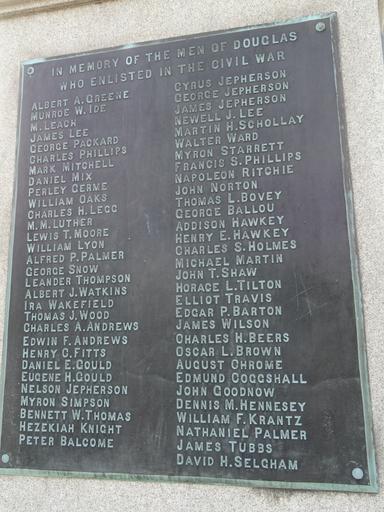 IN MEMORY OF THE MEN OF DOUGLAS
WHO ENLISTED IN THE CIVIL WAR
ALBERT A. GREENE
MUNROE W. IDE
M. LEACH
JAMES LEE
GEORGE PACKARD
CHARLES PHILLIPS
MARK MITCHELL
DANIEL MIX
PERLEY GERME
WILLIAM OAKS
CHARLES H. LEGG
M. M. LUTHER
LEWIS T. MOORE
WILLIAM LYON
ALFRED P. PALMER
GEORGE SNOW
LEANDER THOMPSON
ALBERT J. WATKINS
IRA WAKEFIELD
THOMAS J. WOOD
CHARLES A. ANDREWS
EDWIN F. ANDREWS
HENRY C. FITTS
DANIEL E. GOULD
EUGENE H. GOULD
NELSON JEPHERSON
MYRON SIMPSON
BENNETT W. THOMAS
HEZEKIAH KNIGHT
PETER BALCOME
CYRUS JEPHERSON
GEORGE JEPHERSON
JAMES JEPHERSON
NEWELL J. LEE
MARTIN H. SCHOLLAY
WALTER WARD
MYRON STARRETT
FRANCIS S. PHILLIPS
NAPOLEON RITCHIE
JOHN NORTON
THOMAS L. BOVEY
GEORGE BALLOU
ADDISON HAWKEY
HENRY E. HAWKEY
CHARLES S. HOLMES
MICHAEL MARTIN
JOHN T. SHAW
HORACE L. TILTON
ELLIOT TRAVIS
EDGAR P. BARTON
JAMES WILSON
CHARLES H. BEERS
OSCAR L. BROWN
AUGUST CHROME
EDMUND COGGSHALL
JOHN GOODNOW
DENNIS M. HENNESEY
WILLIAM F. KRANTZ
NATHANIEL PALMER
JAMES TUBBS
DAVID H. SELGHAM